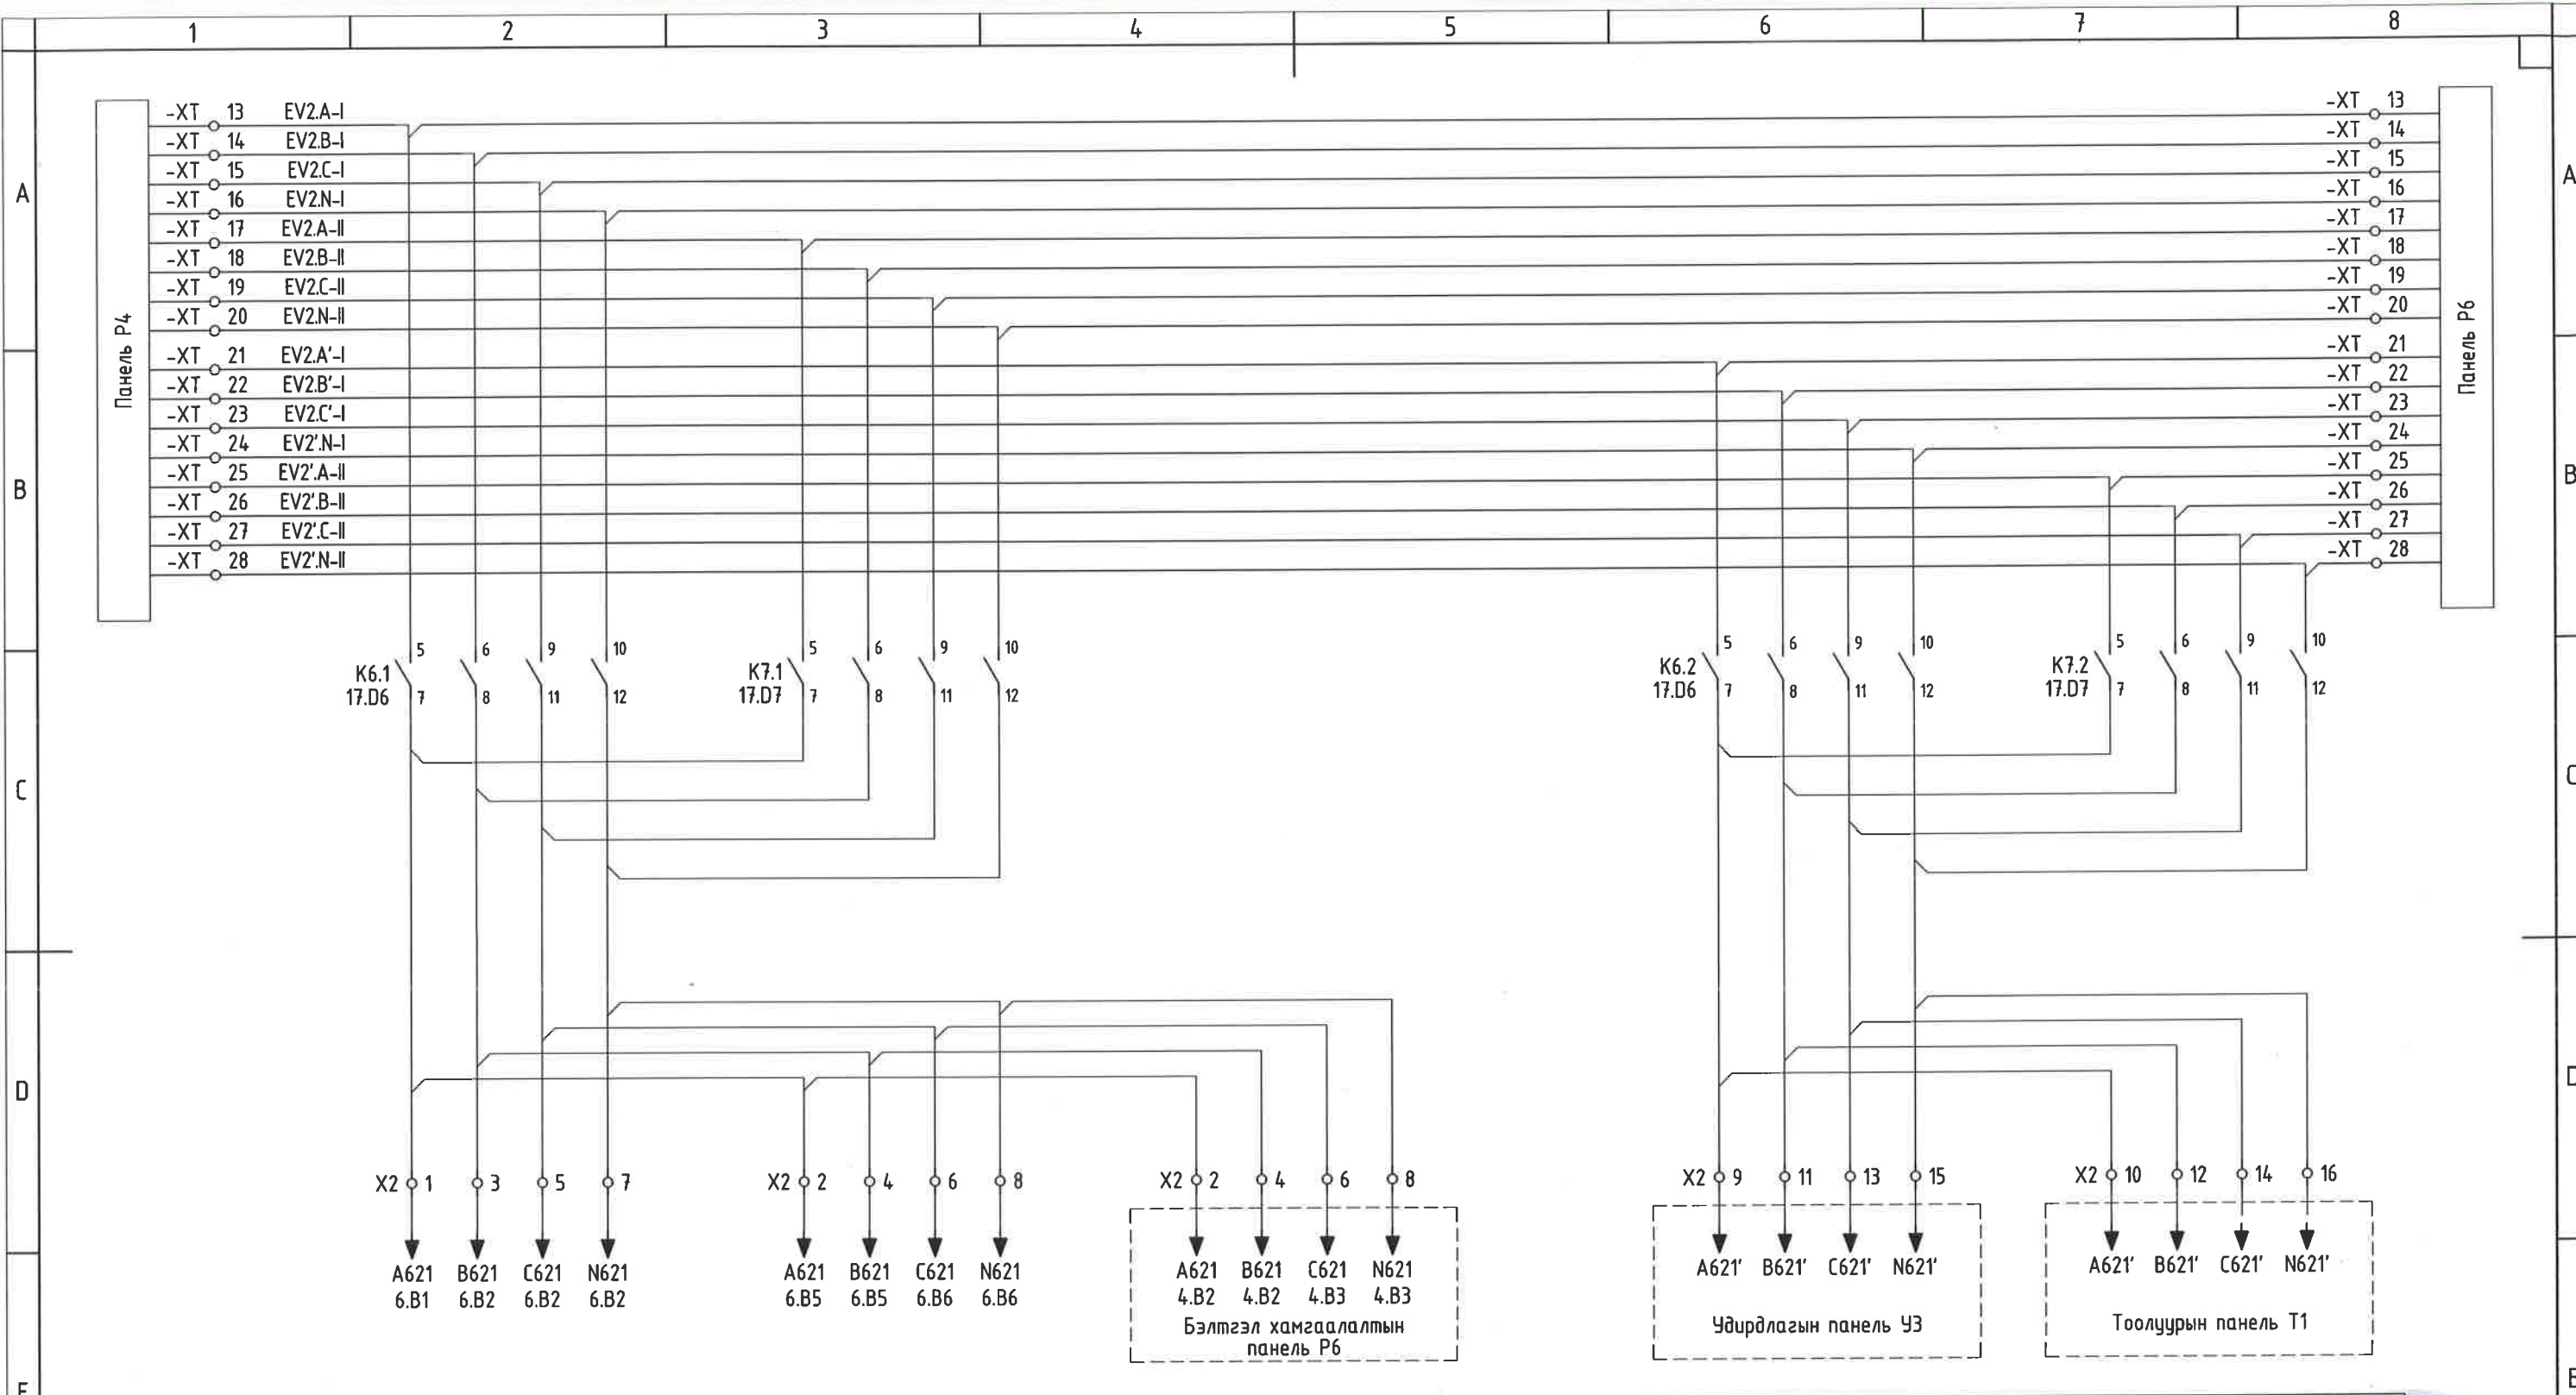 1 2 3 4 5 6 7 8
A A
B B
C C
D D
E E
Панель Р4
-XT 13 EV2.A-I
-XT 14 EV2.B-I
-XT 15 EV2.C-I
-XT 16 EV2.N-I
-XT 17 EV2.A-II
-XT 18 EV2.B-II
-XT 19 EV2.C-II
-XT 20 EV2.N-II
-XT 21 EV2.A'-I
-XT 22 EV2.B'-I
-XT 23 EV2.C'-I
-XT 24 EV2'.N-I
-XT 25 EV2'.A-II
-XT 26 EV2'.B-II
-XT 27 EV2'.C-II
-XT 28 EV2'.N-II
-XT 13
-XT 14
-XT 15
-XT 16
-XT 17
-XT 18
-XT 19
-XT 20
-XT 21
-XT 22
-XT 23
-XT 24
-XT 25
-XT 26
-XT 27
-XT 28
Панель Р6
5 6 9 10
K6.1
17.D6 7 8 11 12
5 6 9 10
K7.1
17.D7 7 8 11 12
5 6 9 10
K6.2
17.D6 7 8 11 12
5 6 9 10
K7.2
17.D7 7 8 11 12
X2 1 3 5 7
A621 B621 C621 N621
6.B1 6.B2 6.B2 6.B2
X2 2 4 6 8
A621 B621 C621 N621
6.B5 6.B5 6.B6 6.B6
X2 2 4 6 8
A621 B621 C621 N621
4.B2 4.B2 4.B3 4.B3
Бэлтгэл хамгаалалтын
панель Р6
X2 9 11 13 15
A621' B621' C621' N621'
Удирдлагын панель У3
X2 10 12 14 16
A621' B621' C621' N621'
Тоолуурын панель Т1